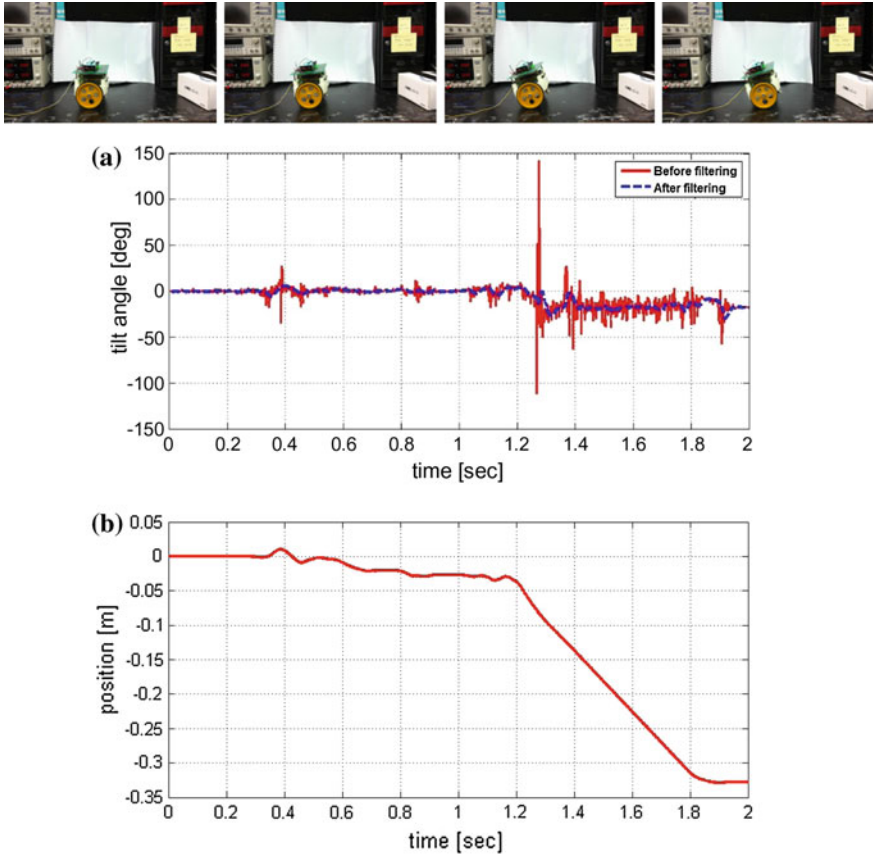 (a)
150
100
50
0
-50
-100
-150
tilt angle [deg]
Before filtering
After filtering
0 0.2 0.4 0.6 0.8 1 1.2 1.4 1.6 1.8 2
time [sec]
(b)
0.05
0
-0.05
-0.1
-0.15
-0.2
-0.25
-0.3
-0.35
position [m]
0 0.2 0.4 0.6 0.8 1 1.2 1.4 1.6 1.8 2
time [sec]